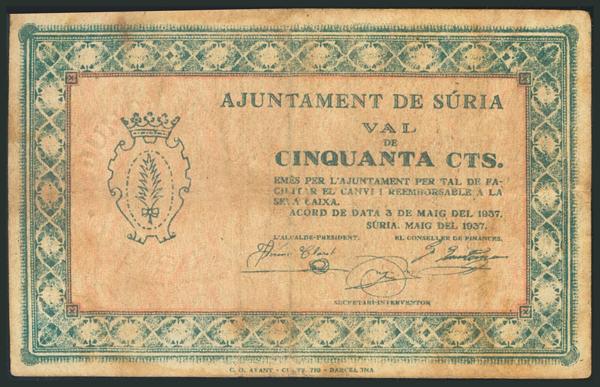 AJUNTAMENT DE SÚRIA
VAL
DE
CINQUANTA CTS.
EMÈS PER L'AJUNTAMENT PER TAL DE FA-
CILITAR EL CANVI I REEMBORSABLE A LA
SEVA CAIXA.
ACORD DE DATA 3 DE MAIG DEL 1937.
SÚRIA, MAIG DEL 1937.
L'ALCALDE-PRESIDENT, EL CONSELLER DE FINANCES,
SECRETARI-INTERVENTOR
BARCELONA